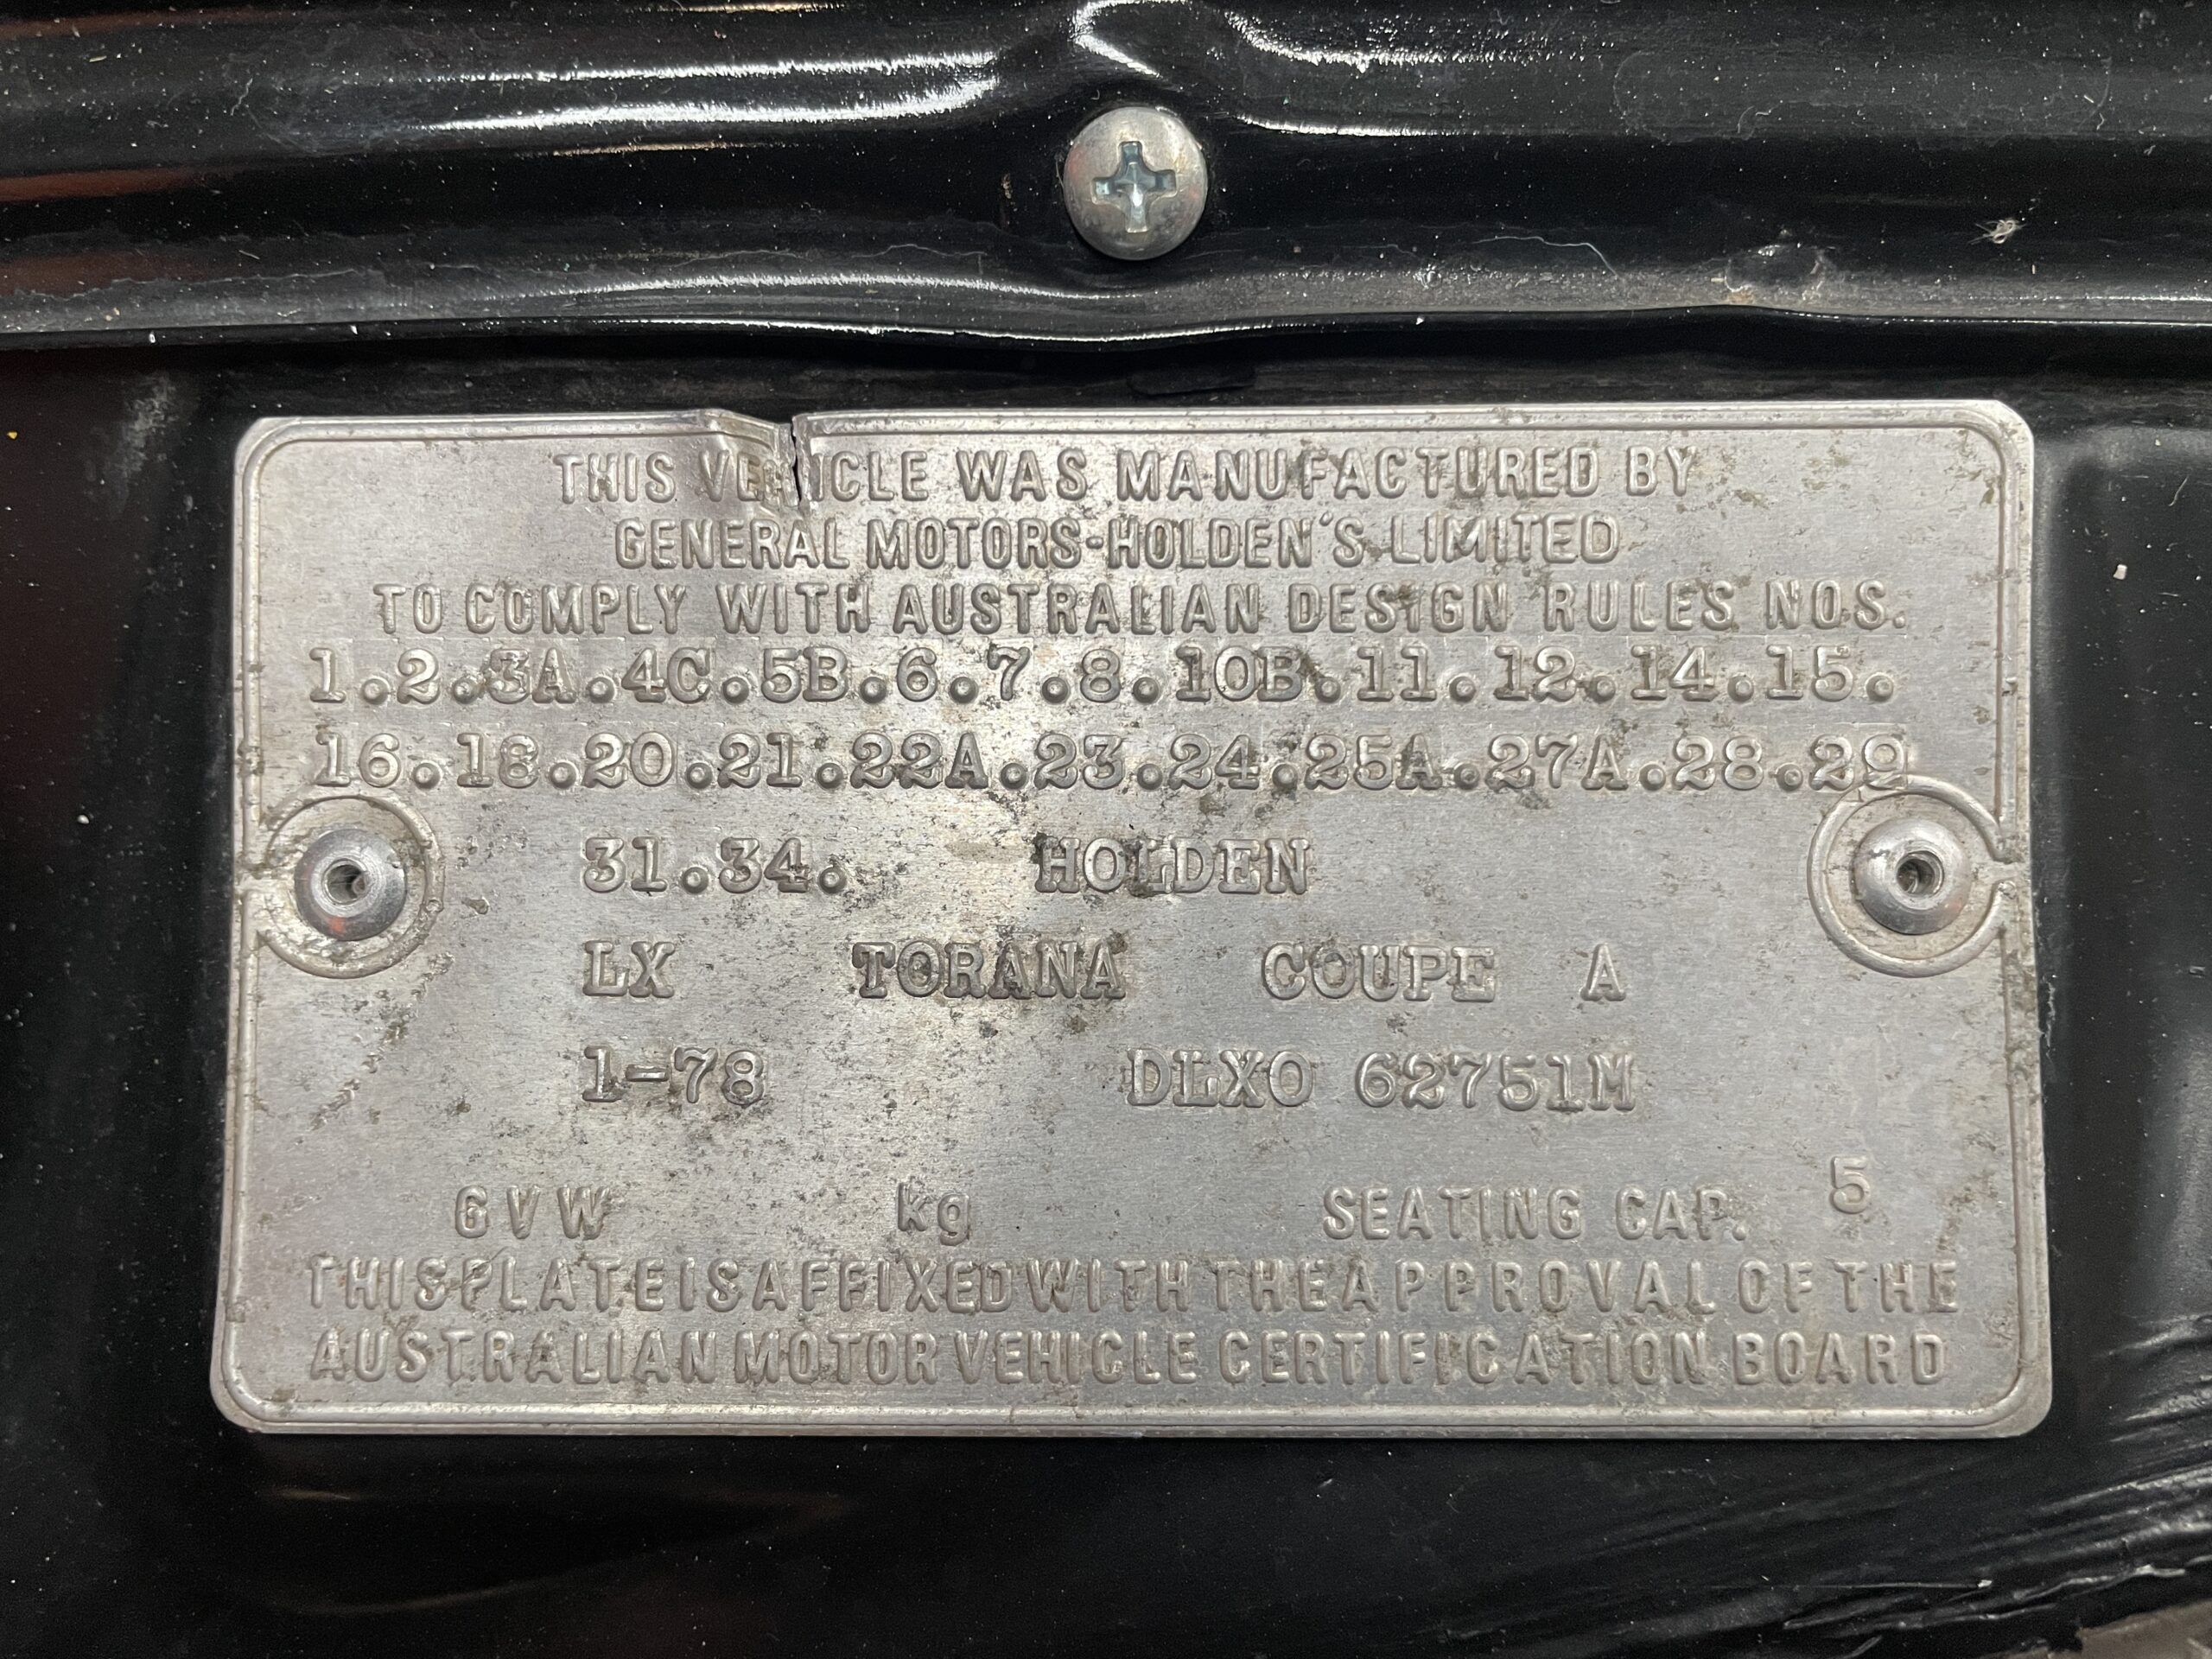 THIS VEHICLE WAS MANUFACTURED BY
GENERAL MOTORS-HOLDEN'S LIMITED
TO COMPLY WITH AUSTRALIAN DESIGN RULES NOS.
1.2.3A.4C.5B.6.7.8.10B.11.12.14.15.
16.18.20.21.22A.23.24.25A.27A.28.29
31.34. HOLDEN
LX TORANA COUPE A
1-78 DLXO 62751M
GVW kg SEATING CAP. 5
THIS PLATE IS AFFIXED WITH THE APPROVAL OF THE
AUSTRALIAN MOTOR VEHICLE CERTIFICATION BOARD